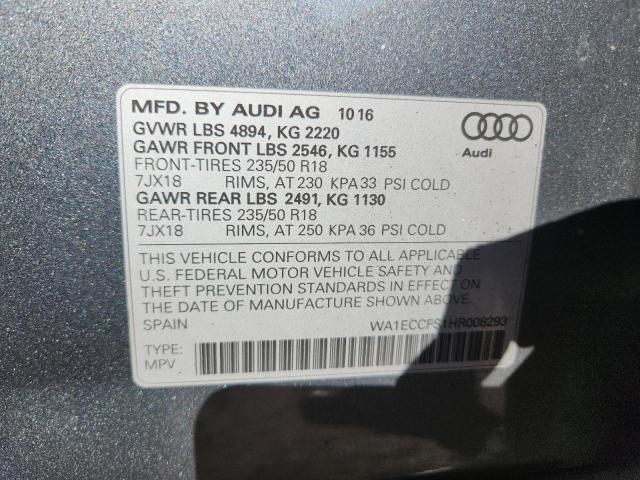 MFD. BY AUDI AG 10 16
GVWR LBS 4894, KG 2220
GAWR FRONT LBS 2546, KG 1155
FRONT-TIRES 235/50 R18
7JX18 RIMS, AT 230 KPA 33 PSI COLD
GAWR REAR LBS 2491, KG 1130
REAR-TIRES 235/50 R18
7JX18 RIMS, AT 250 KPA 36 PSI COLD
Audi
THIS VEHICLE CONFORMS TO ALL APPLICABLE
U.S. FEDERAL MOTOR VEHICLE SAFETY AND
THEFT PREVENTION STANDARDS IN EFFECT ON
THE DATE OF MANUFACTURE SHOWN ABOVE.
SPAIN WA1ECCFS1HR008293
TYPE:
MPV